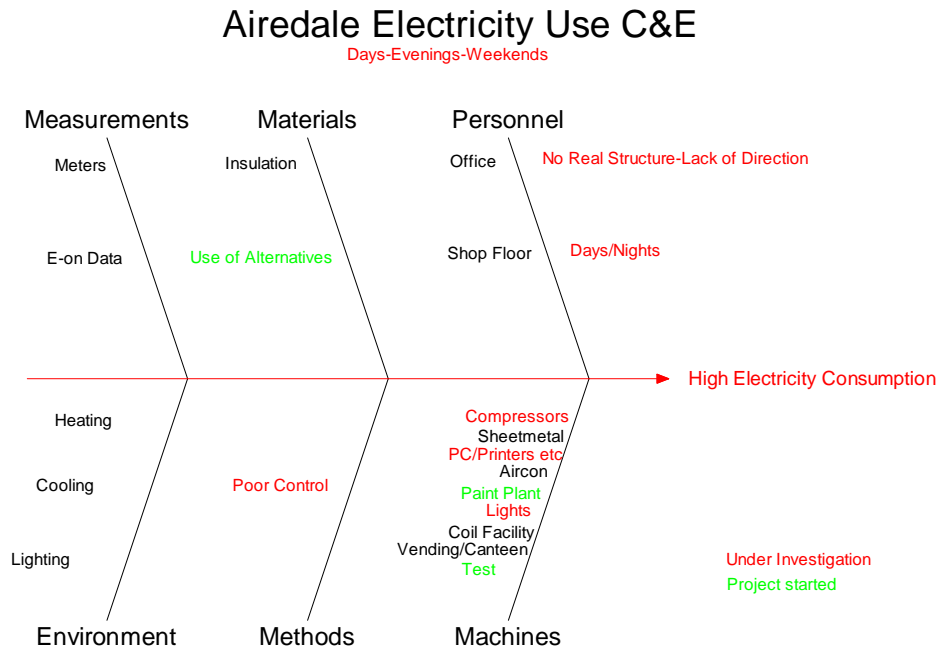 Airedale Electricity Use C&E
Days-Evenings-Weekends
Measurements
Materials
Personnel
Meters
Insulation
Office
No Real Structure-Lack of Direction
E-on Data
Use of Alternatives
Shop Floor
Days/Nights
High Electricity Consumption
Heating
Cooling
Lighting
Poor Control
Compressors
Sheetmetal
PC/Printers etc
Aircon
Paint Plant
Lights
Coil Facility
Vending/Canteen
Test
Under Investigation
Project started
Environment
Methods
Machines